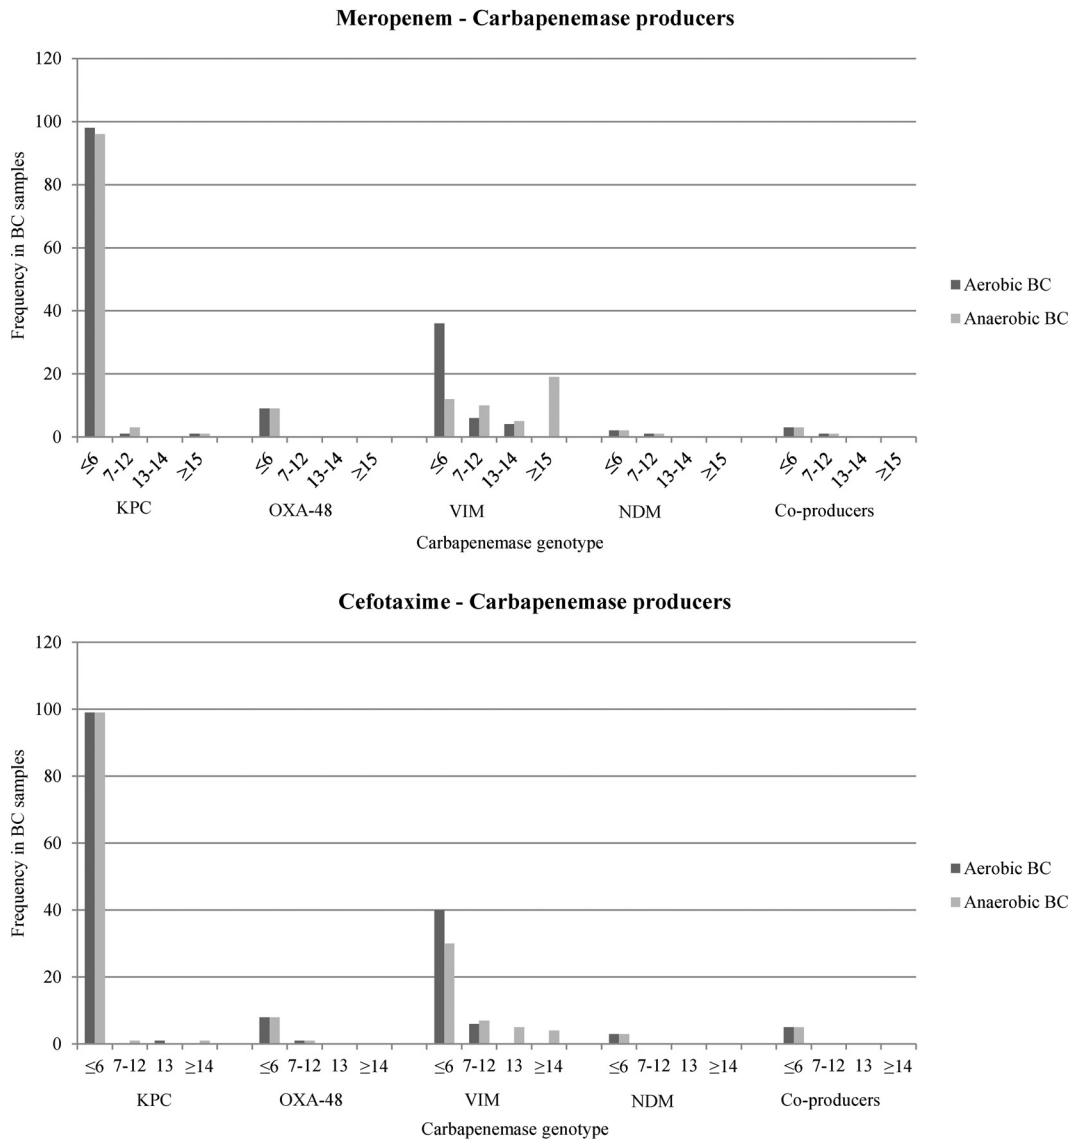 Meropenem - Carbapenemase producers
Frequency in BC samples
120
100
80
60
40
20
0
≤6 7-12 13-14 ≥15 ≤6 7-12 13-14 ≥15 ≤6 7-12 13-14 ≥15 ≤6 7-12 13-14 ≥15 ≤6 7-12 13-14 ≥15
KPC OXA-48 VIM NDM Co-producers
Carbapenemase genotype
Aerobic BC
Anaerobic BC
Cefotaxime - Carbapenemase producers
Frequency in BC samples
120
100
80
60
40
20
0
≤6 7-12 13 ≥14 ≤6 7-12 13 ≥14 ≤6 7-12 13 ≥14 ≤6 7-12 13 ≥14 ≤6 7-12 13 ≥14
KPC OXA-48 VIM NDM Co-producers
Carbapenemase genotype
Aerobic BC
Anaerobic BC